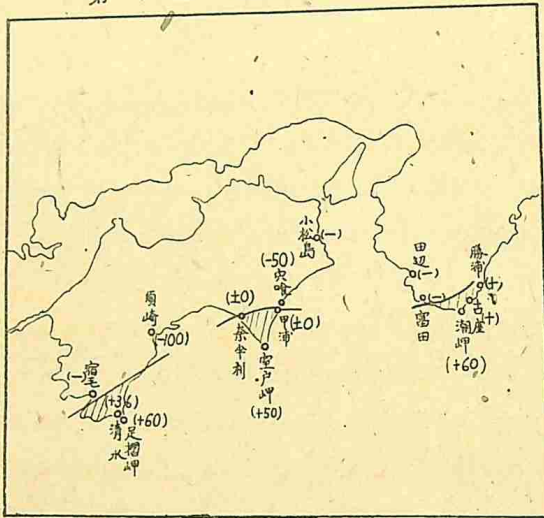 小松島
(-)
(-50)
宍喰
(±0)
甲浦
(±0)
奈半利
室戸岬
(+50)
須崎
(-100)
(-)
宿毛
(+36)
清水
(+60)
足摺岬
田辺
(-)
(-)
富田
勝浦
(+)
古座
(+)
潮岬
(+60)